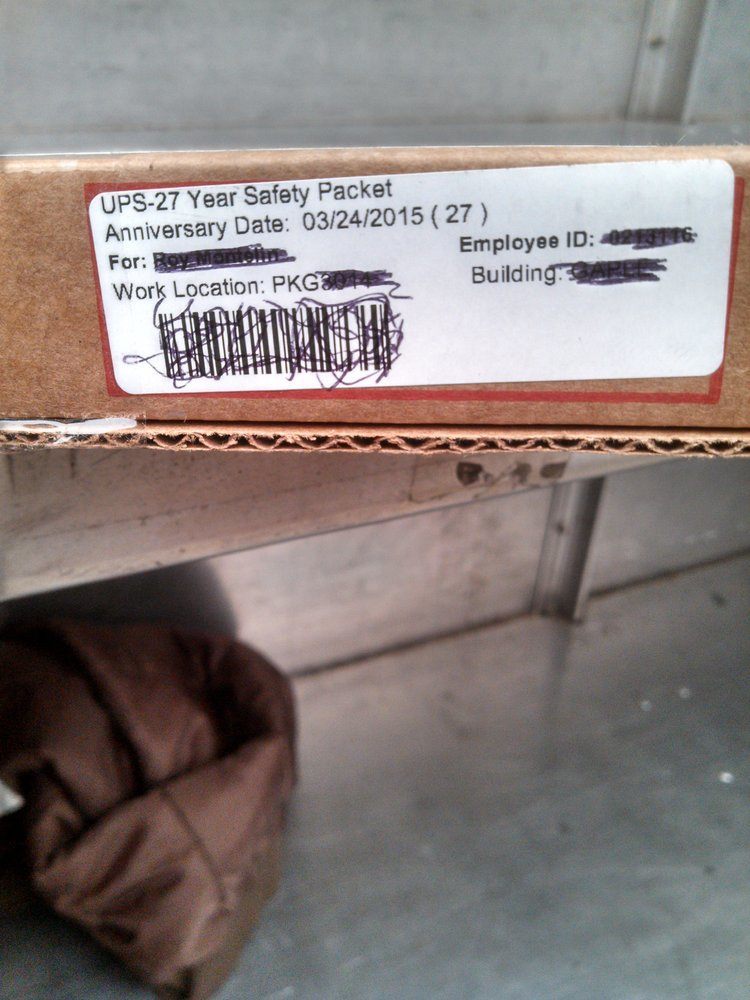 UPS-27 Year Safety Packet
Anniversary Date: 03/24/2015 ( 27 )
For:
Employee ID:
Work Location: PKG
Building: